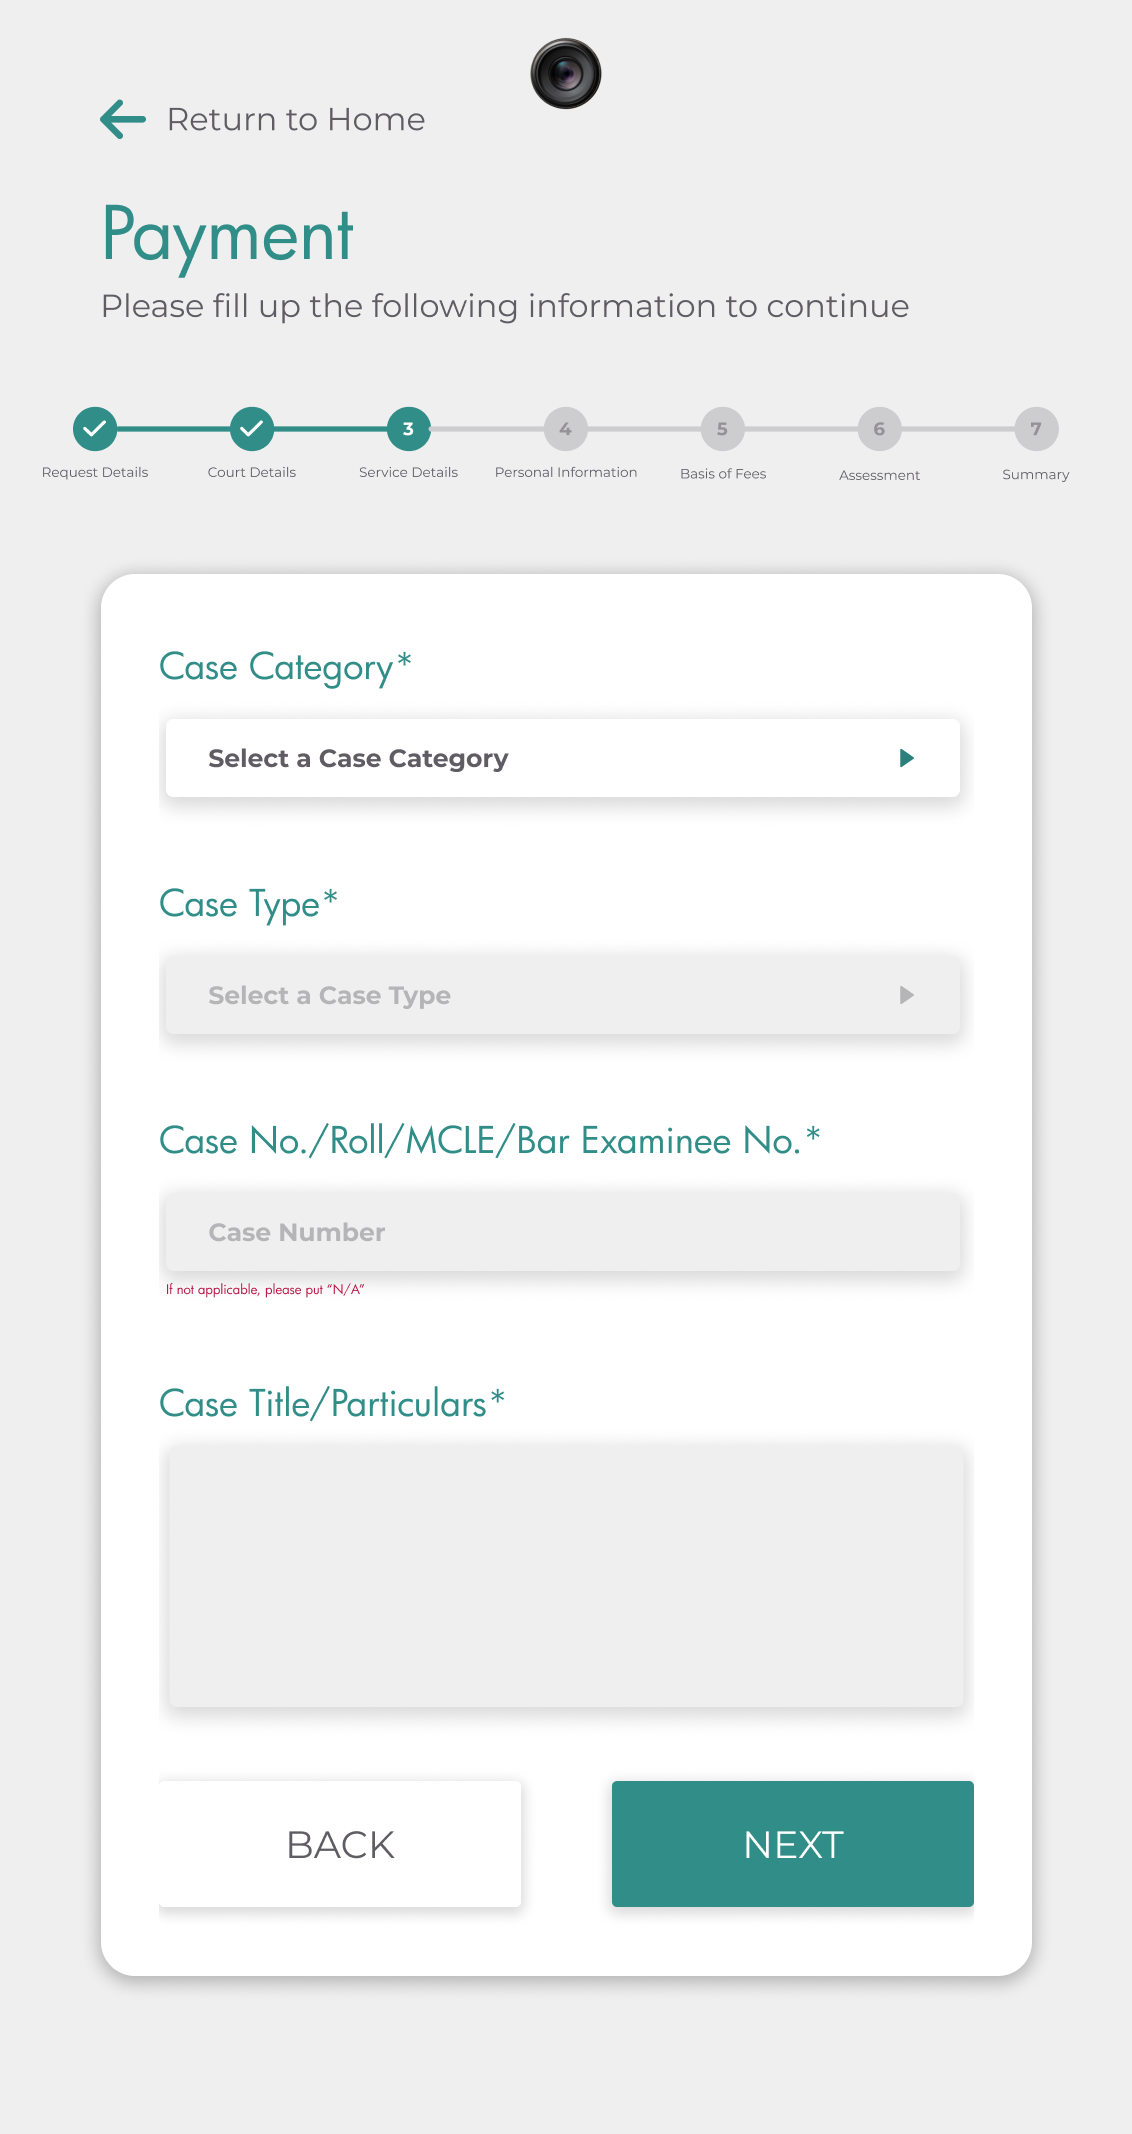 Return to Home
Payment
Please fill up the following information to continue
3
4
5
6
7
Request Details
Court Details
Service Details
Personal Information
Basis of Fees
Assessment
Summary
Case Category*
Select a Case Category
Case Type*
Select a Case Type
Case No./Roll/MCLE/Bar Examinee No.*
Case Number
If not applicable, please put “N/A”
Case Title/Particulars*
BACK
NEXT